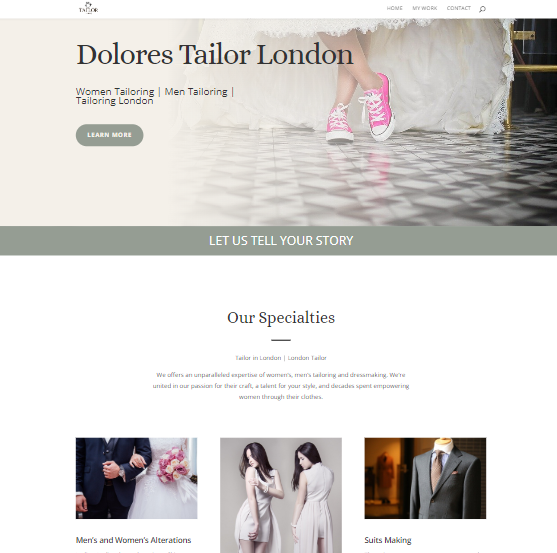 TAILOR
HOME MY WORK CONTACT
Dolores Tailor London
Women Tailoring | Men Tailoring |
Tailoring London
LEARN MORE
LET US TELL YOUR STORY
Our Specialties
Tailor in London | London Tailor
We offers an unparalleled expertise of women's, men's tailoring and dressmaking. We're
united in our passion for their craft, a talent for your style, and decades spent empowering
women through their clothes.
Men's and Women's Alterations
Suits Making